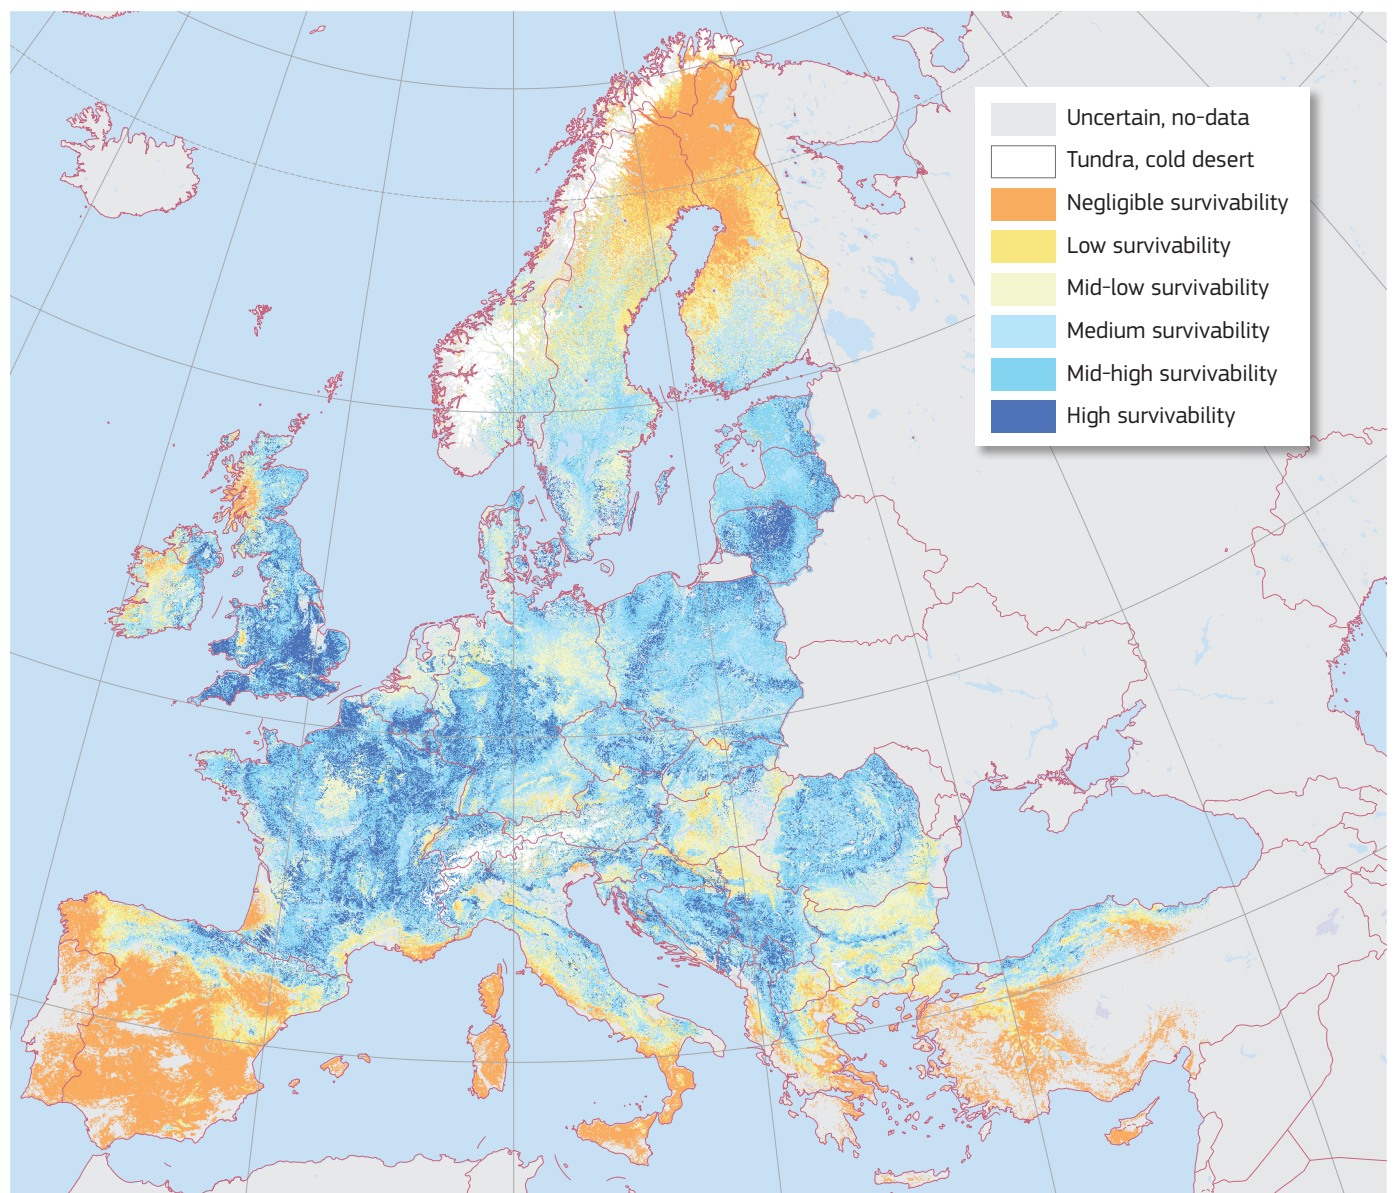 Uncertain, no-data
Tundra, cold desert
Negligible survivability
Low survivability
Mid-low survivability
Medium survivability
Mid-high survivability
High survivability